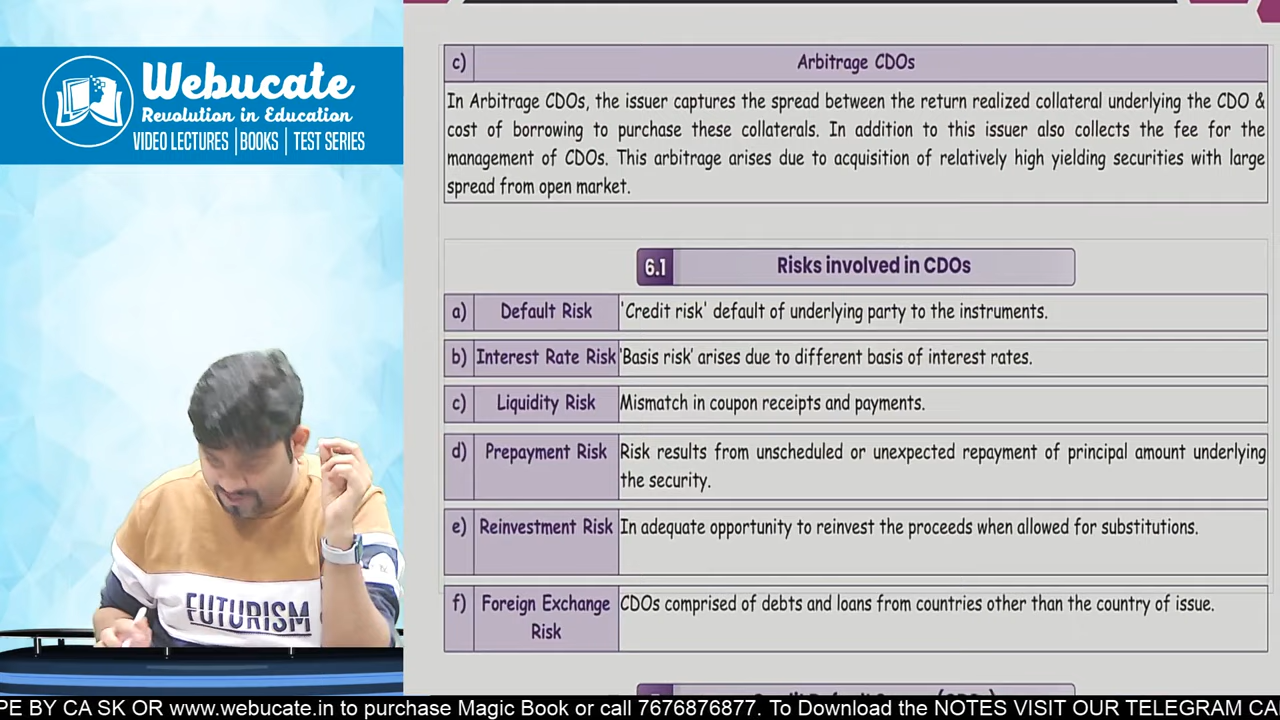 Webucate
Revolution in Education
VIDEO LECTURES | BOOKS | TEST SERIES
c) Arbitrage CDOs
In Arbitrage CDOs, the issuer captures the spread between the return realized collateral underlying the CDO &
cost of borrowing to purchase these collaterals. In addition to this issuer also collects the fee for the
management of CDOs. This arbitrage arises due to acquisition of relatively high yielding securities with large
spread from open market.
6.1 Risks involved in CDOs
a) Default Risk 'Credit risk' default of underlying party to the instruments.
b) Interest Rate Risk 'Basis risk' arises due to different basis of interest rates.
c) Liquidity Risk Mismatch in coupon receipts and payments.
d) Prepayment Risk Risk results from unscheduled or unexpected repayment of principal amount underlying
the security.
e) Reinvestment Risk In adequate opportunity to reinvest the proceeds when allowed for substitutions.
f) Foreign Exchange CDOs comprised of debts and loans from countries other than the country of issue.
Risk
FUTURISM
PE BY CA SK OR www.webucate.in to purchase Magic Book or call 7676876877. To Download the NOTES VISIT OUR TELEGRAM CA